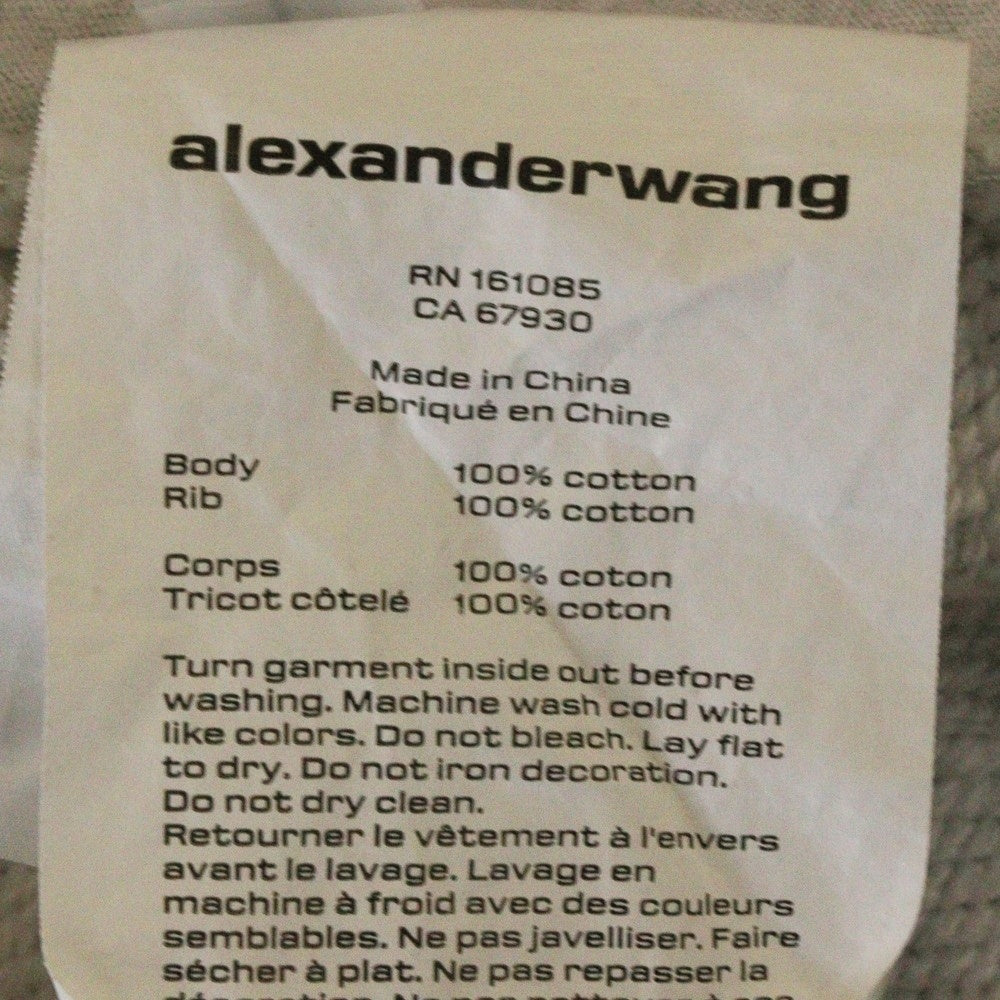 alexanderwang
RN 161085
CA 67930
Made in China
Fabriqué en Chine
Body 100% cotton
Rib 100% cotton
Corps 100% coton
Tricot côtelé 100% coton
Turn garment inside out before
washing. Machine wash cold with
like colors. Do not bleach. Lay flat
to dry. Do not iron decoration.
Do not dry clean.
Retourner le vêtement à l'envers
avant le lavage. Lavage en
machine à froid avec des couleurs
semblables. Ne pas javelliser. Faire
sécher à plat. Ne pas repasser la